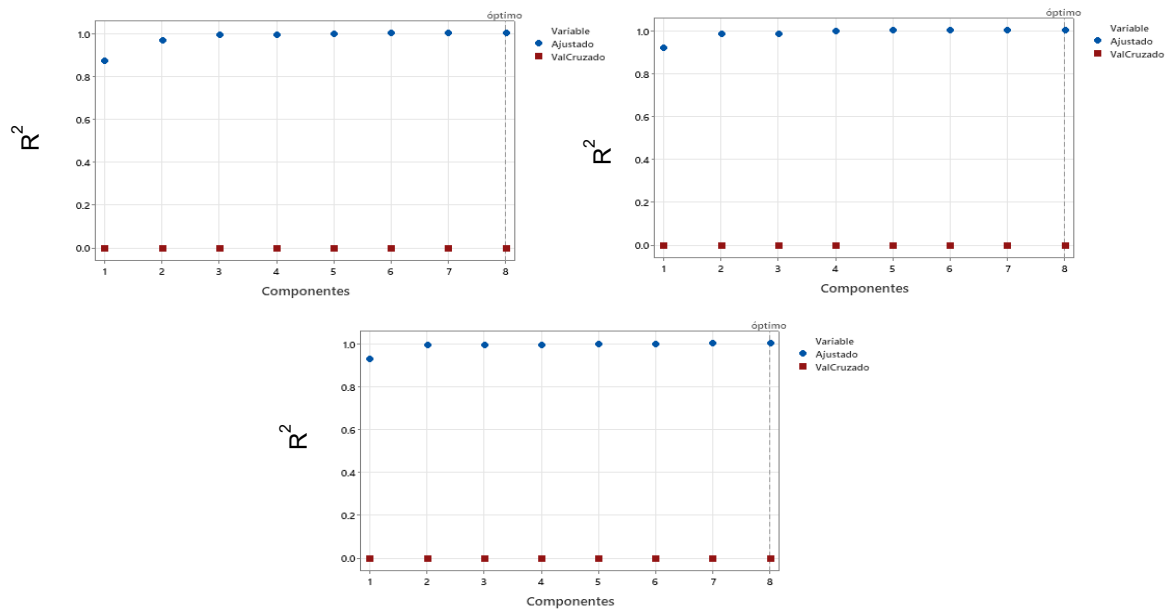 óptimo
Variable
Ajustado
ValCruzado
R²
1.0
0.8
0.6
0.4
0.2
0.0
1 2 3 4 5 6 7 8
Componentes
óptimo
Variable
Ajustado
ValCruzado
R²
1.0
0.8
0.6
0.4
0.2
0.0
1 2 3 4 5 6 7 8
Componentes
óptimo
Variable
Ajustado
ValCruzado
R²
1.0
0.8
0.6
0.4
0.2
0.0
1 2 3 4 5 6 7 8
Componentes